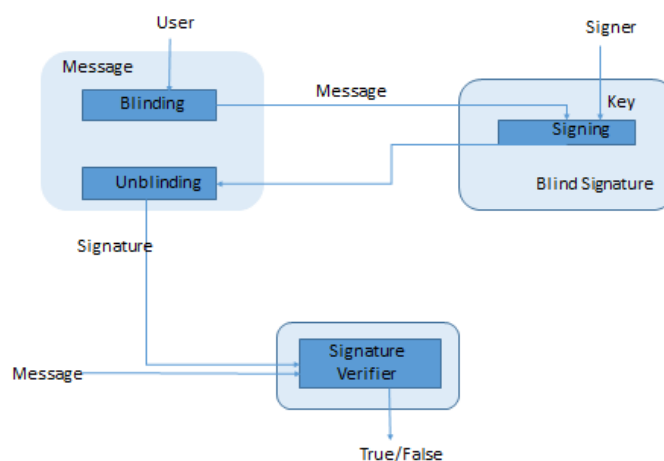 User
Signer
Message
Blinding
Message
Key
Signing
Unblinding
Blind Signature
Signature
Signature
Verifier
Message
True/False